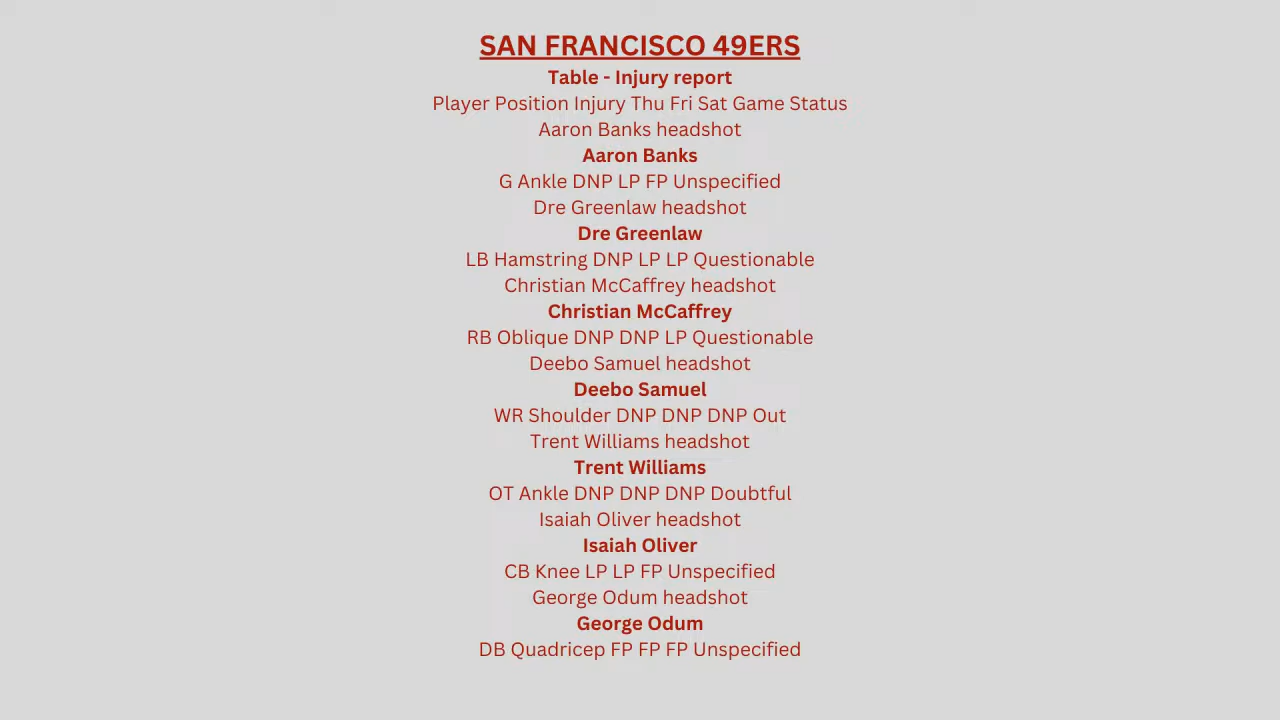 SAN FRANCISCO 49ERS
Table - Injury report
Player Position Injury Thu Fri Sat Game Status
Aaron Banks headshot
Aaron Banks
G Ankle DNP LP FP Unspecified
Dre Greenlaw headshot
Dre Greenlaw
LB Hamstring DNP LP LP Questionable
Christian McCaffrey headshot
Christian McCaffrey
RB Oblique DNP DNP LP Questionable
Deebo Samuel headshot
Deebo Samuel
WR Shoulder DNP DNP DNP Out
Trent Williams headshot
Trent Williams
OT Ankle DNP DNP DNP Doubtful
Isaiah Oliver headshot
Isaiah Oliver
CB Knee LP LP FP Unspecified
George Odum headshot
George Odum
DB Quadricep FP FP FP Unspecified